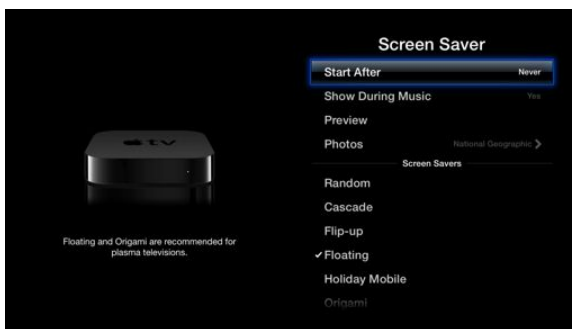 Screen Saver
Start After Never
Show During Music Yes
Preview
Photos National Geographic
Screen Savers
Random
Cascade
Flip-up
✓ Floating
Holiday Mobile
Origami
tv
Floating and Origami are recommended for
plasma televisions.